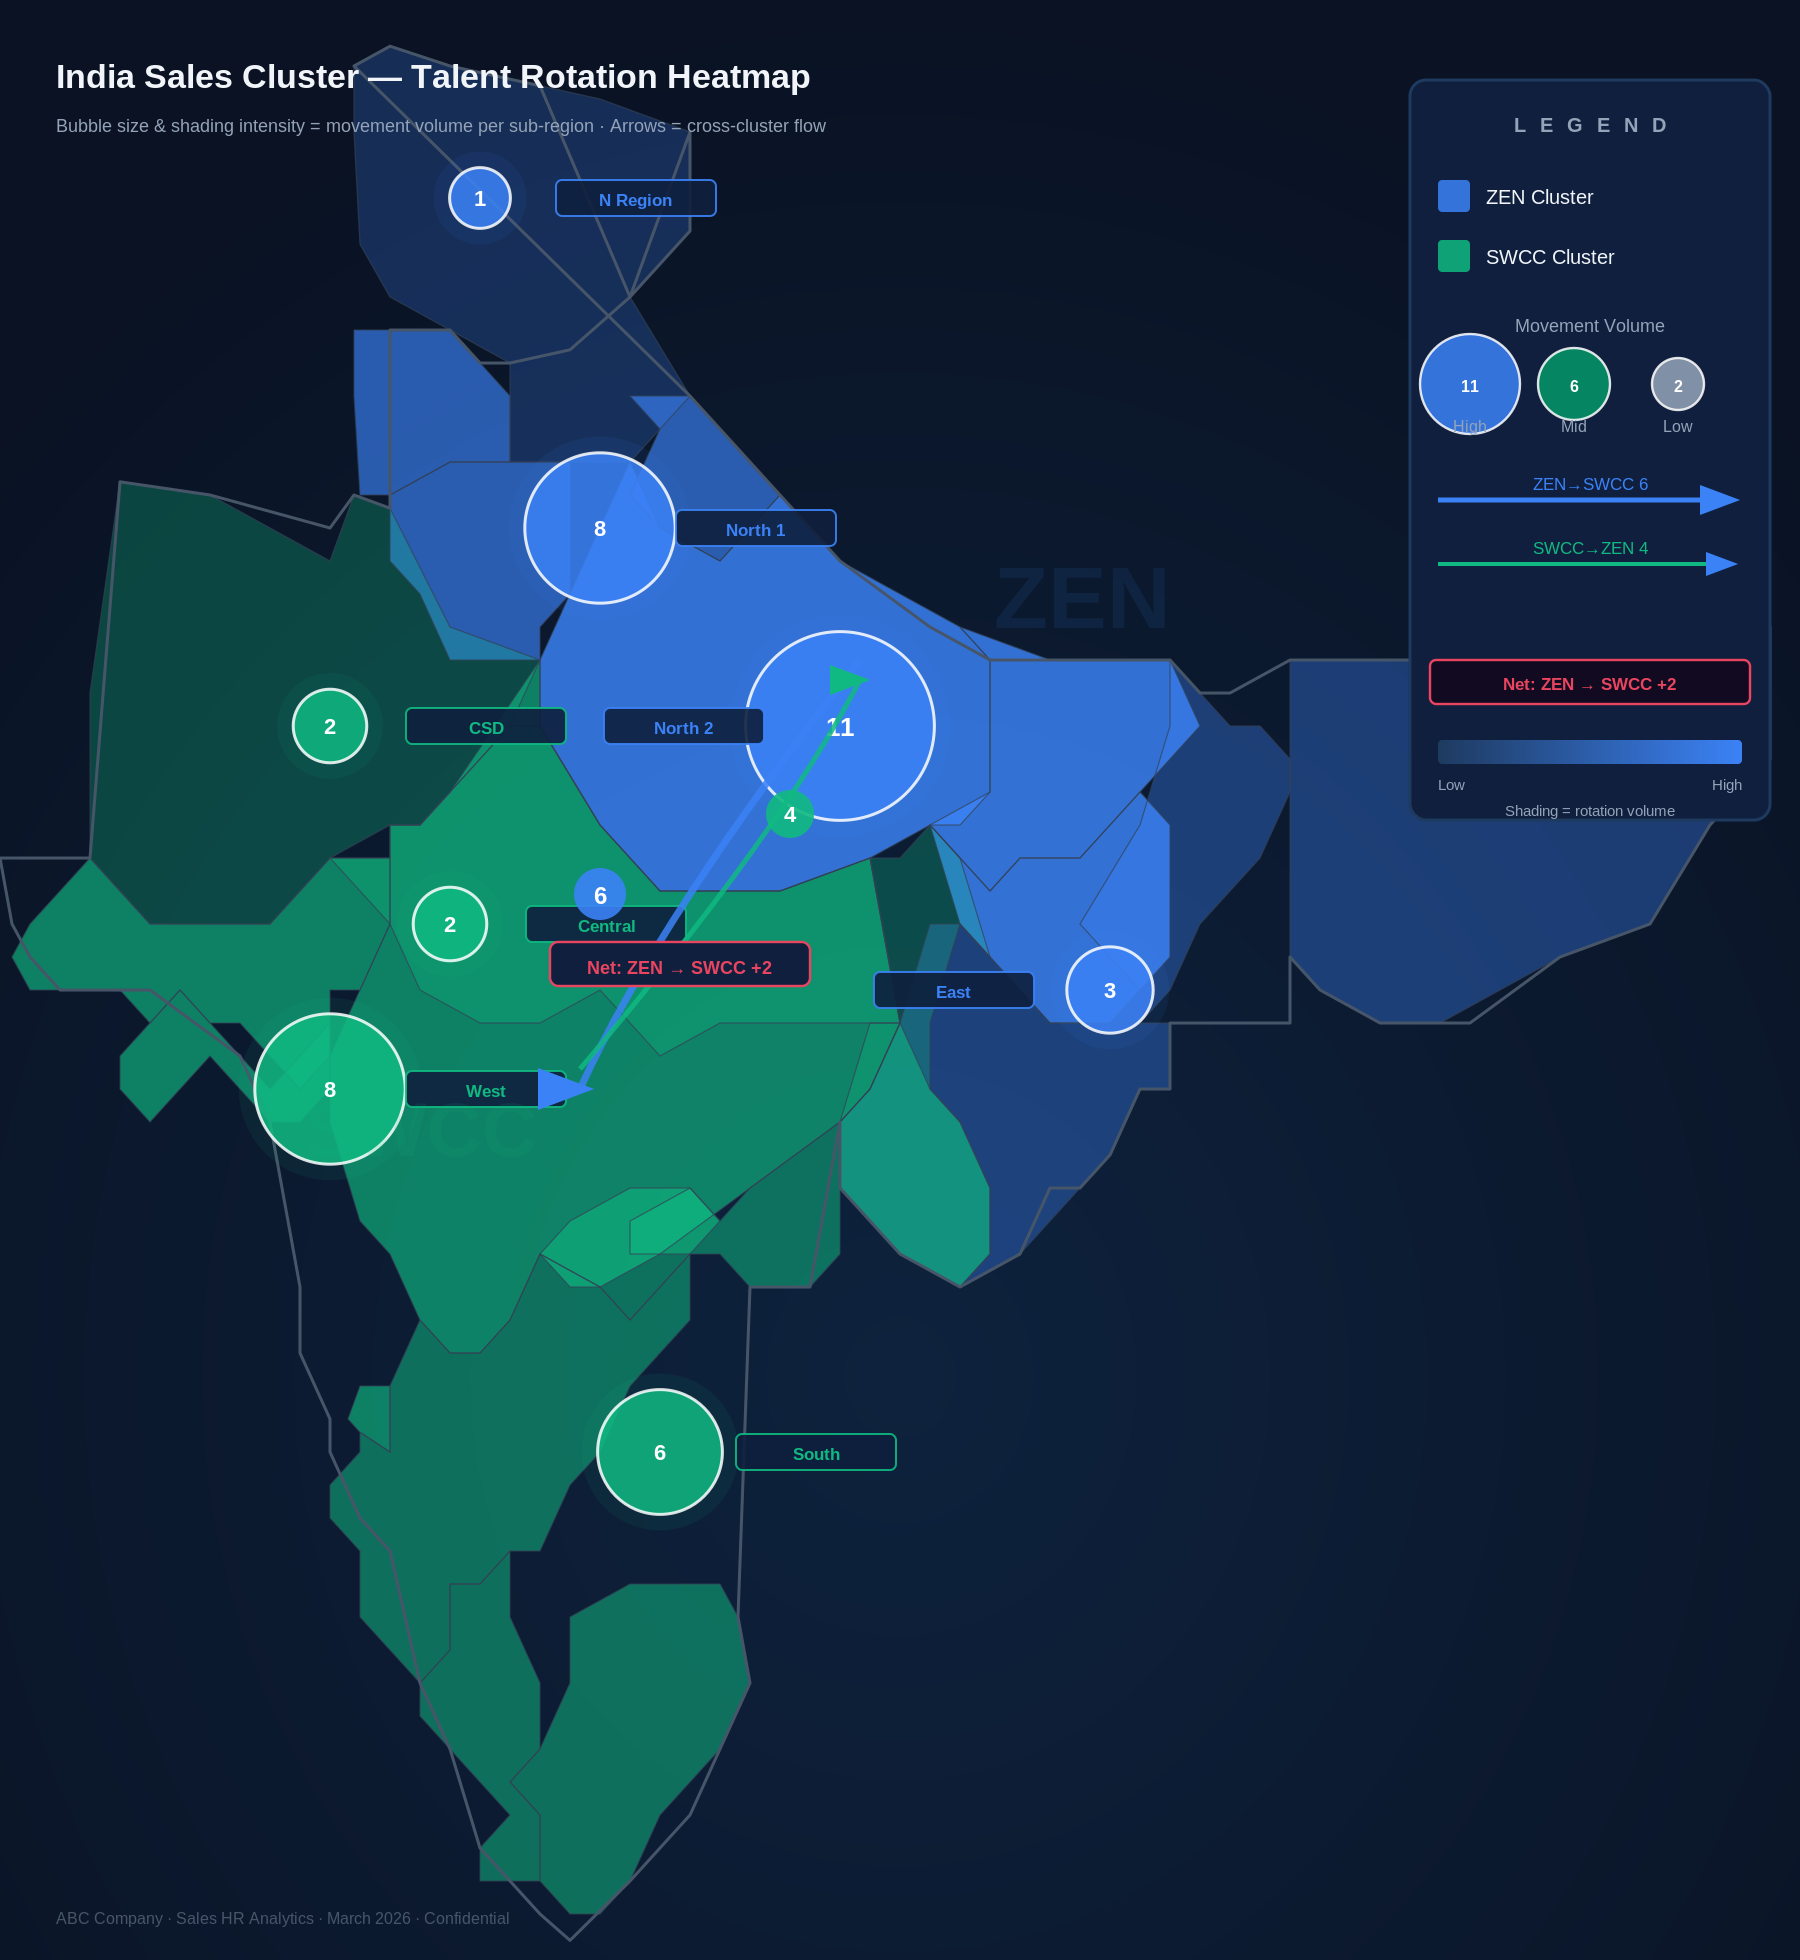 India Sales Cluster — Talent Rotation Heatmap
Bubble size & shading intensity = movement volume per sub-region · Arrows = cross-cluster flow
L E G E N D
ZEN Cluster
SWCC Cluster
Movement Volume
11
6
2
High
Mid
Low
ZEN→SWCC 6
SWCC→ZEN 4
Net: ZEN → SWCC +2
Low
High
Shading = rotation volume
1
N Region
8
North 1
ZEN
2
CSD
North 2
11
4
6
2
Central
Net: ZEN → SWCC +2
East
3
8
West
SWCC
6
South
ABC Company · Sales HR Analytics · March 2026 · Confidential